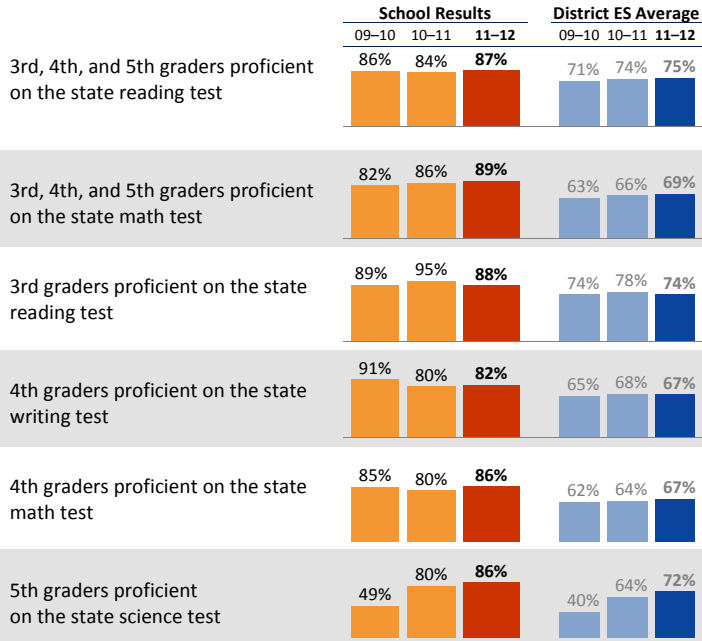 School Results District ES Average
09–10 10–11 11–12 09–10 10–11 11–12
86% 84% 87% 71% 74% 75%
3rd, 4th, and 5th graders proficient
on the state reading test
82% 86% 89% 63% 66% 69%
3rd, 4th, and 5th graders proficient
on the state math test
89% 95% 88% 74% 78% 74%
3rd graders proficient on the state
reading test
91% 80% 82% 65% 68% 67%
4th graders proficient on the state
writing test
85% 80% 86% 62% 64% 67%
4th graders proficient on the state
math test
49% 80% 86% 40% 64% 72%
5th graders proficient
on the state science test